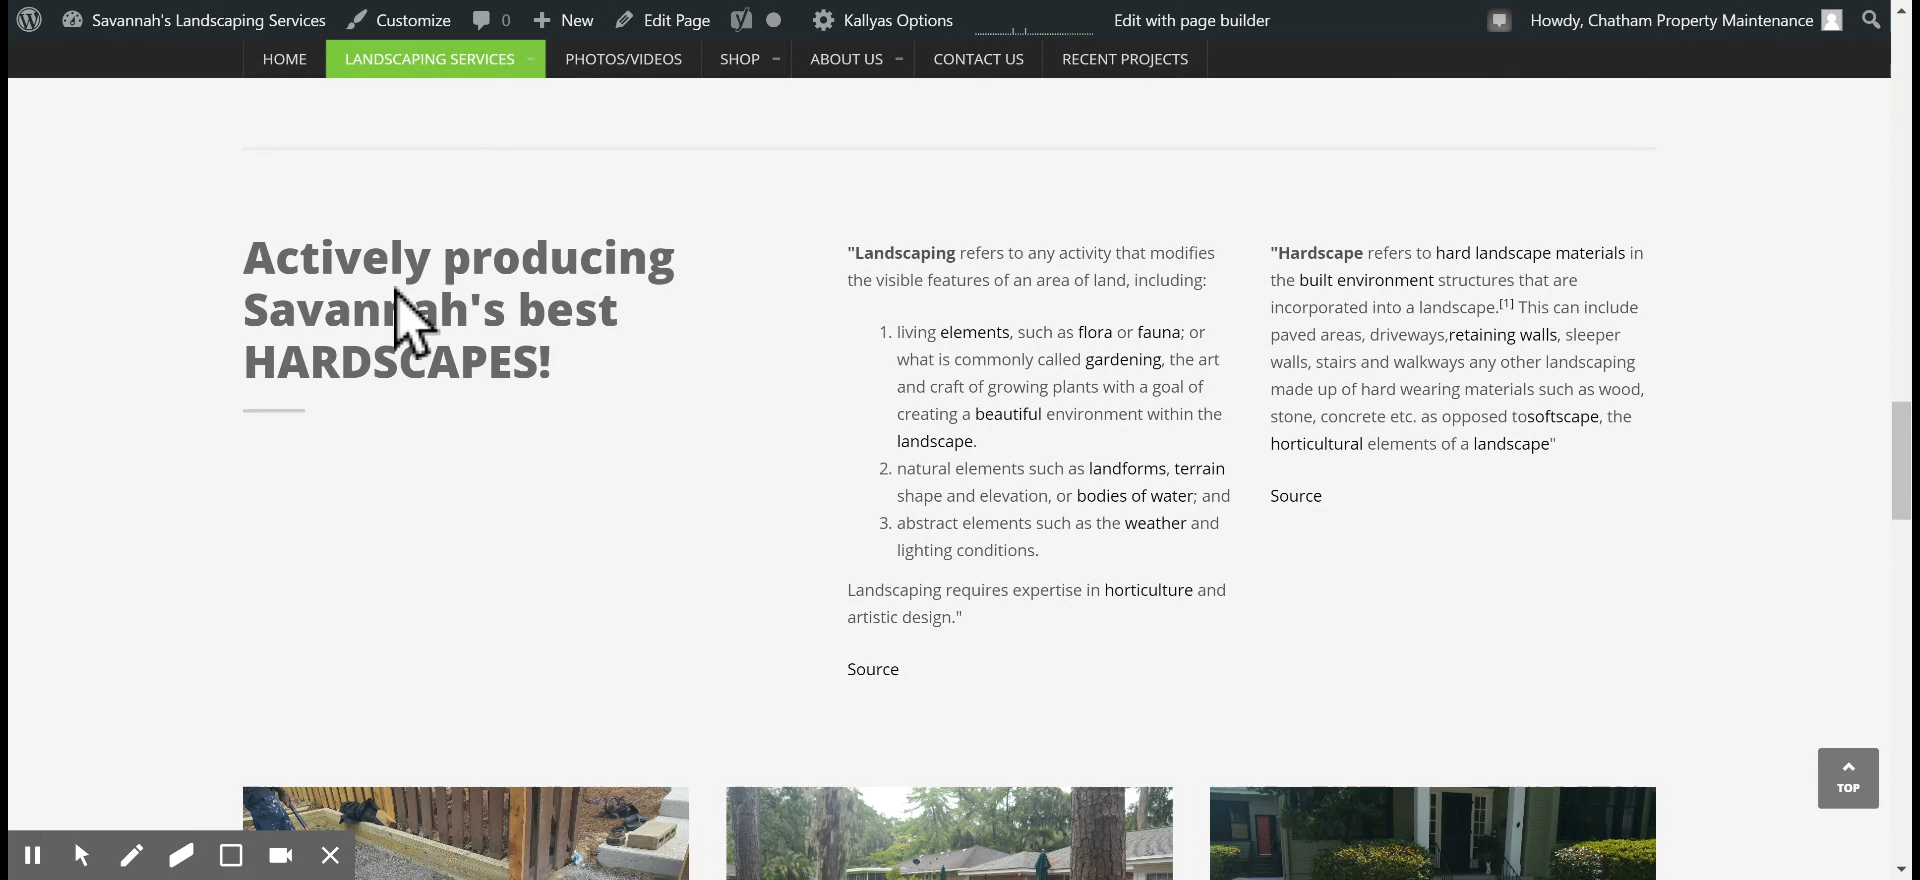 Savannah's Landscaping Services Customize 0 New Edit Page Kallyas Options Edit with page builder Howdy, Chatham Property Maintenance
HOME LANDSCAPING SERVICES PHOTOS/VIDEOS SHOP ABOUT US CONTACT US RECENT PROJECTS
Actively producing
Savannah's best
HARDSCAPES!
"Landscaping refers to any activity that modifies
the visible features of an area of land, including:
1. living elements, such as flora or fauna; or
what is commonly called gardening, the art
and craft of growing plants with a goal of
creating a beautiful environment within the
landscape.
2. natural elements such as landforms, terrain
shape and elevation, or bodies of water; and
3. abstract elements such as the weather and
lighting conditions.
Landscaping requires expertise in horticulture and
artistic design."
Source
"Hardscape refers to hard landscape materials in
the built environment structures that are
incorporated into a landscape.[1] This can include
paved areas, driveways,retaining walls, sleeper
walls, stairs and walkways any other landscaping
made up of hard wearing materials such as wood,
stone, concrete etc. as opposed tosoftscape, the
horticultural elements of a landscape"
Source
TOP